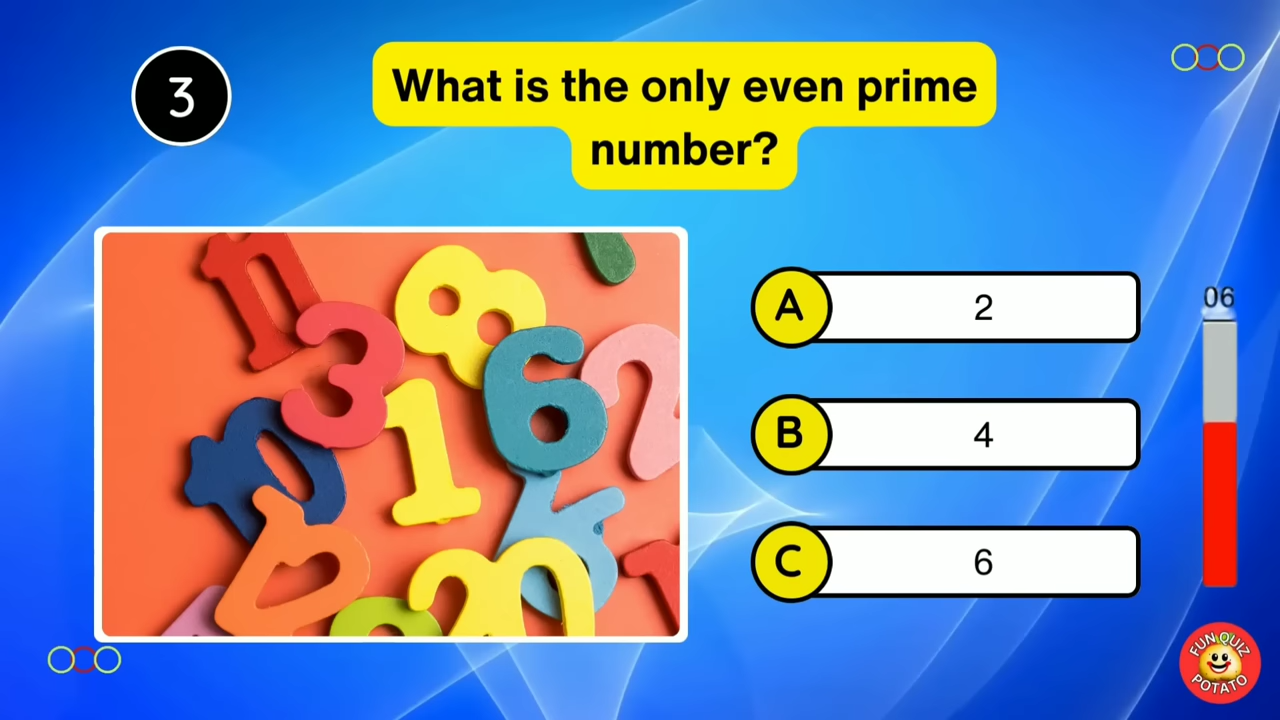 3
What is the only even prime
number?
A 2
B 4
C 6
06
FUN QUIZ
POTATO